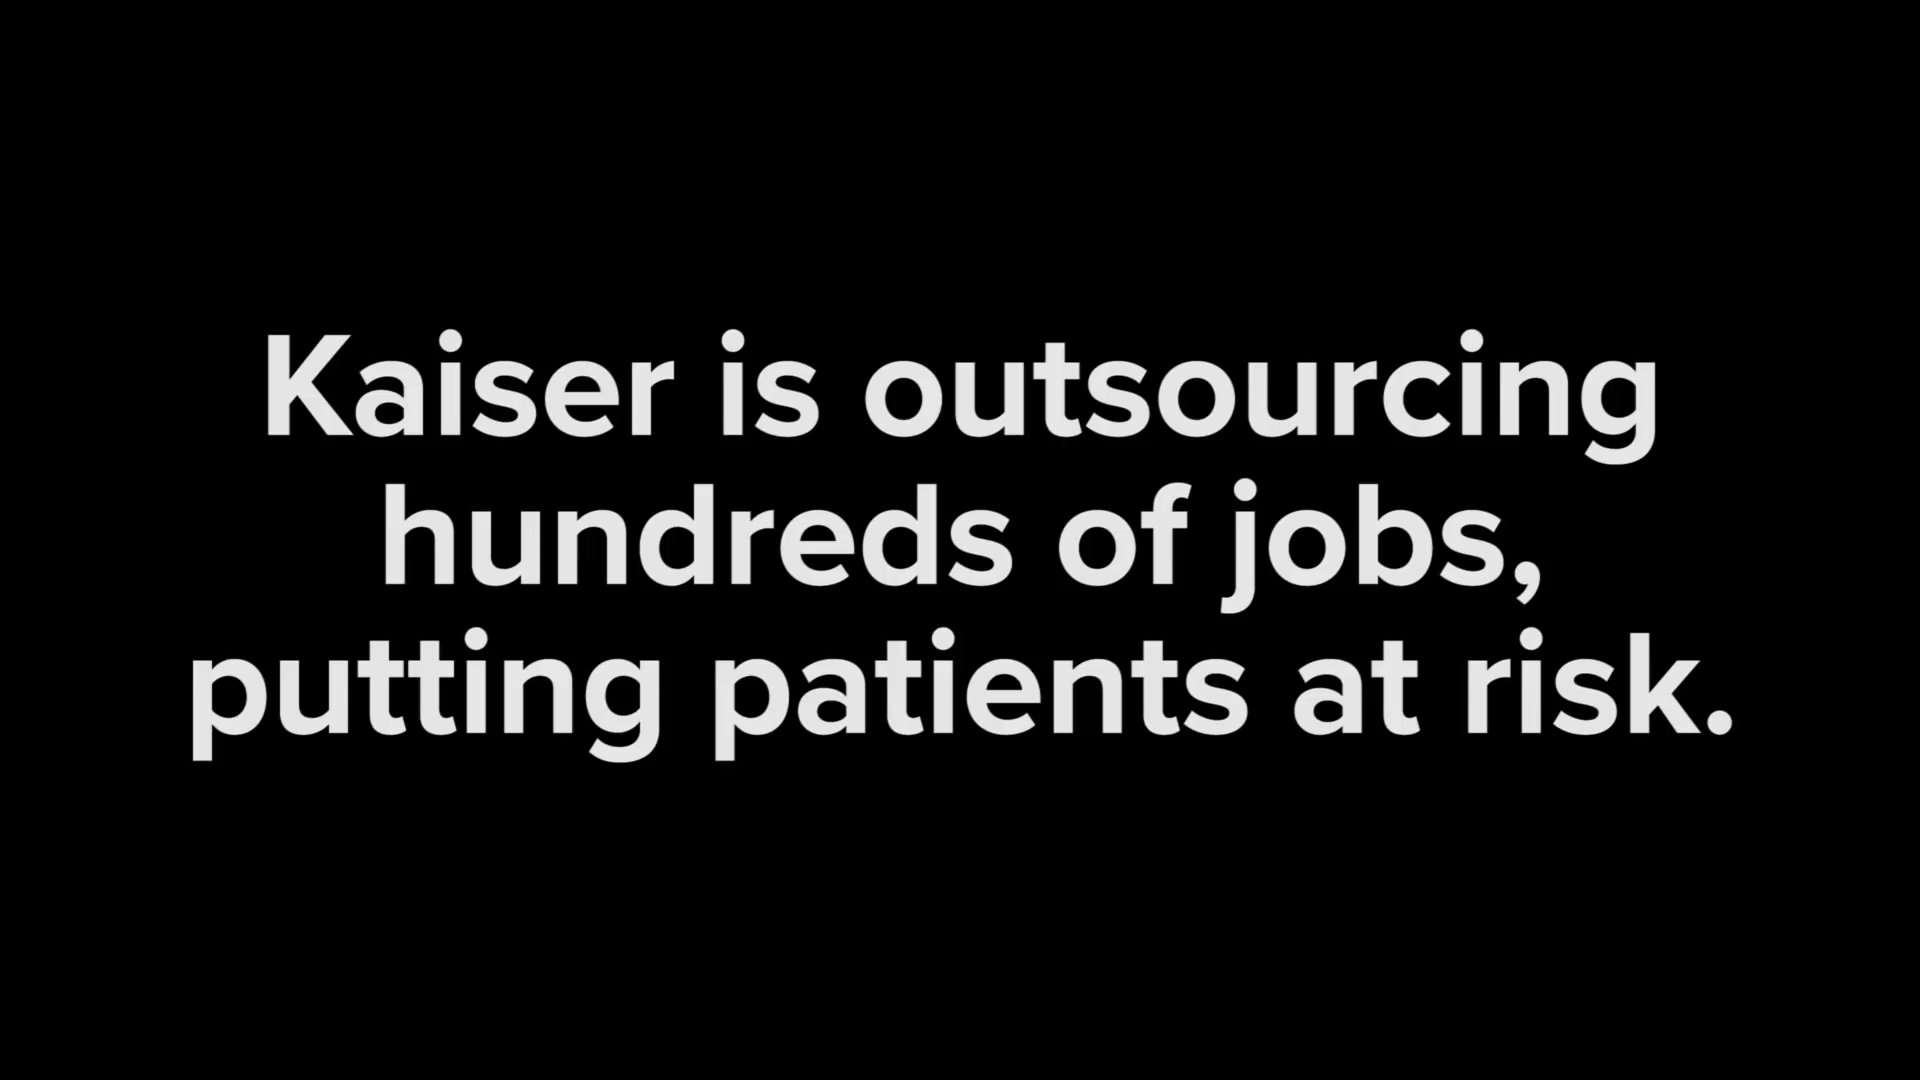 Kaiser is outsourcing
hundreds of jobs,
putting patients at risk.